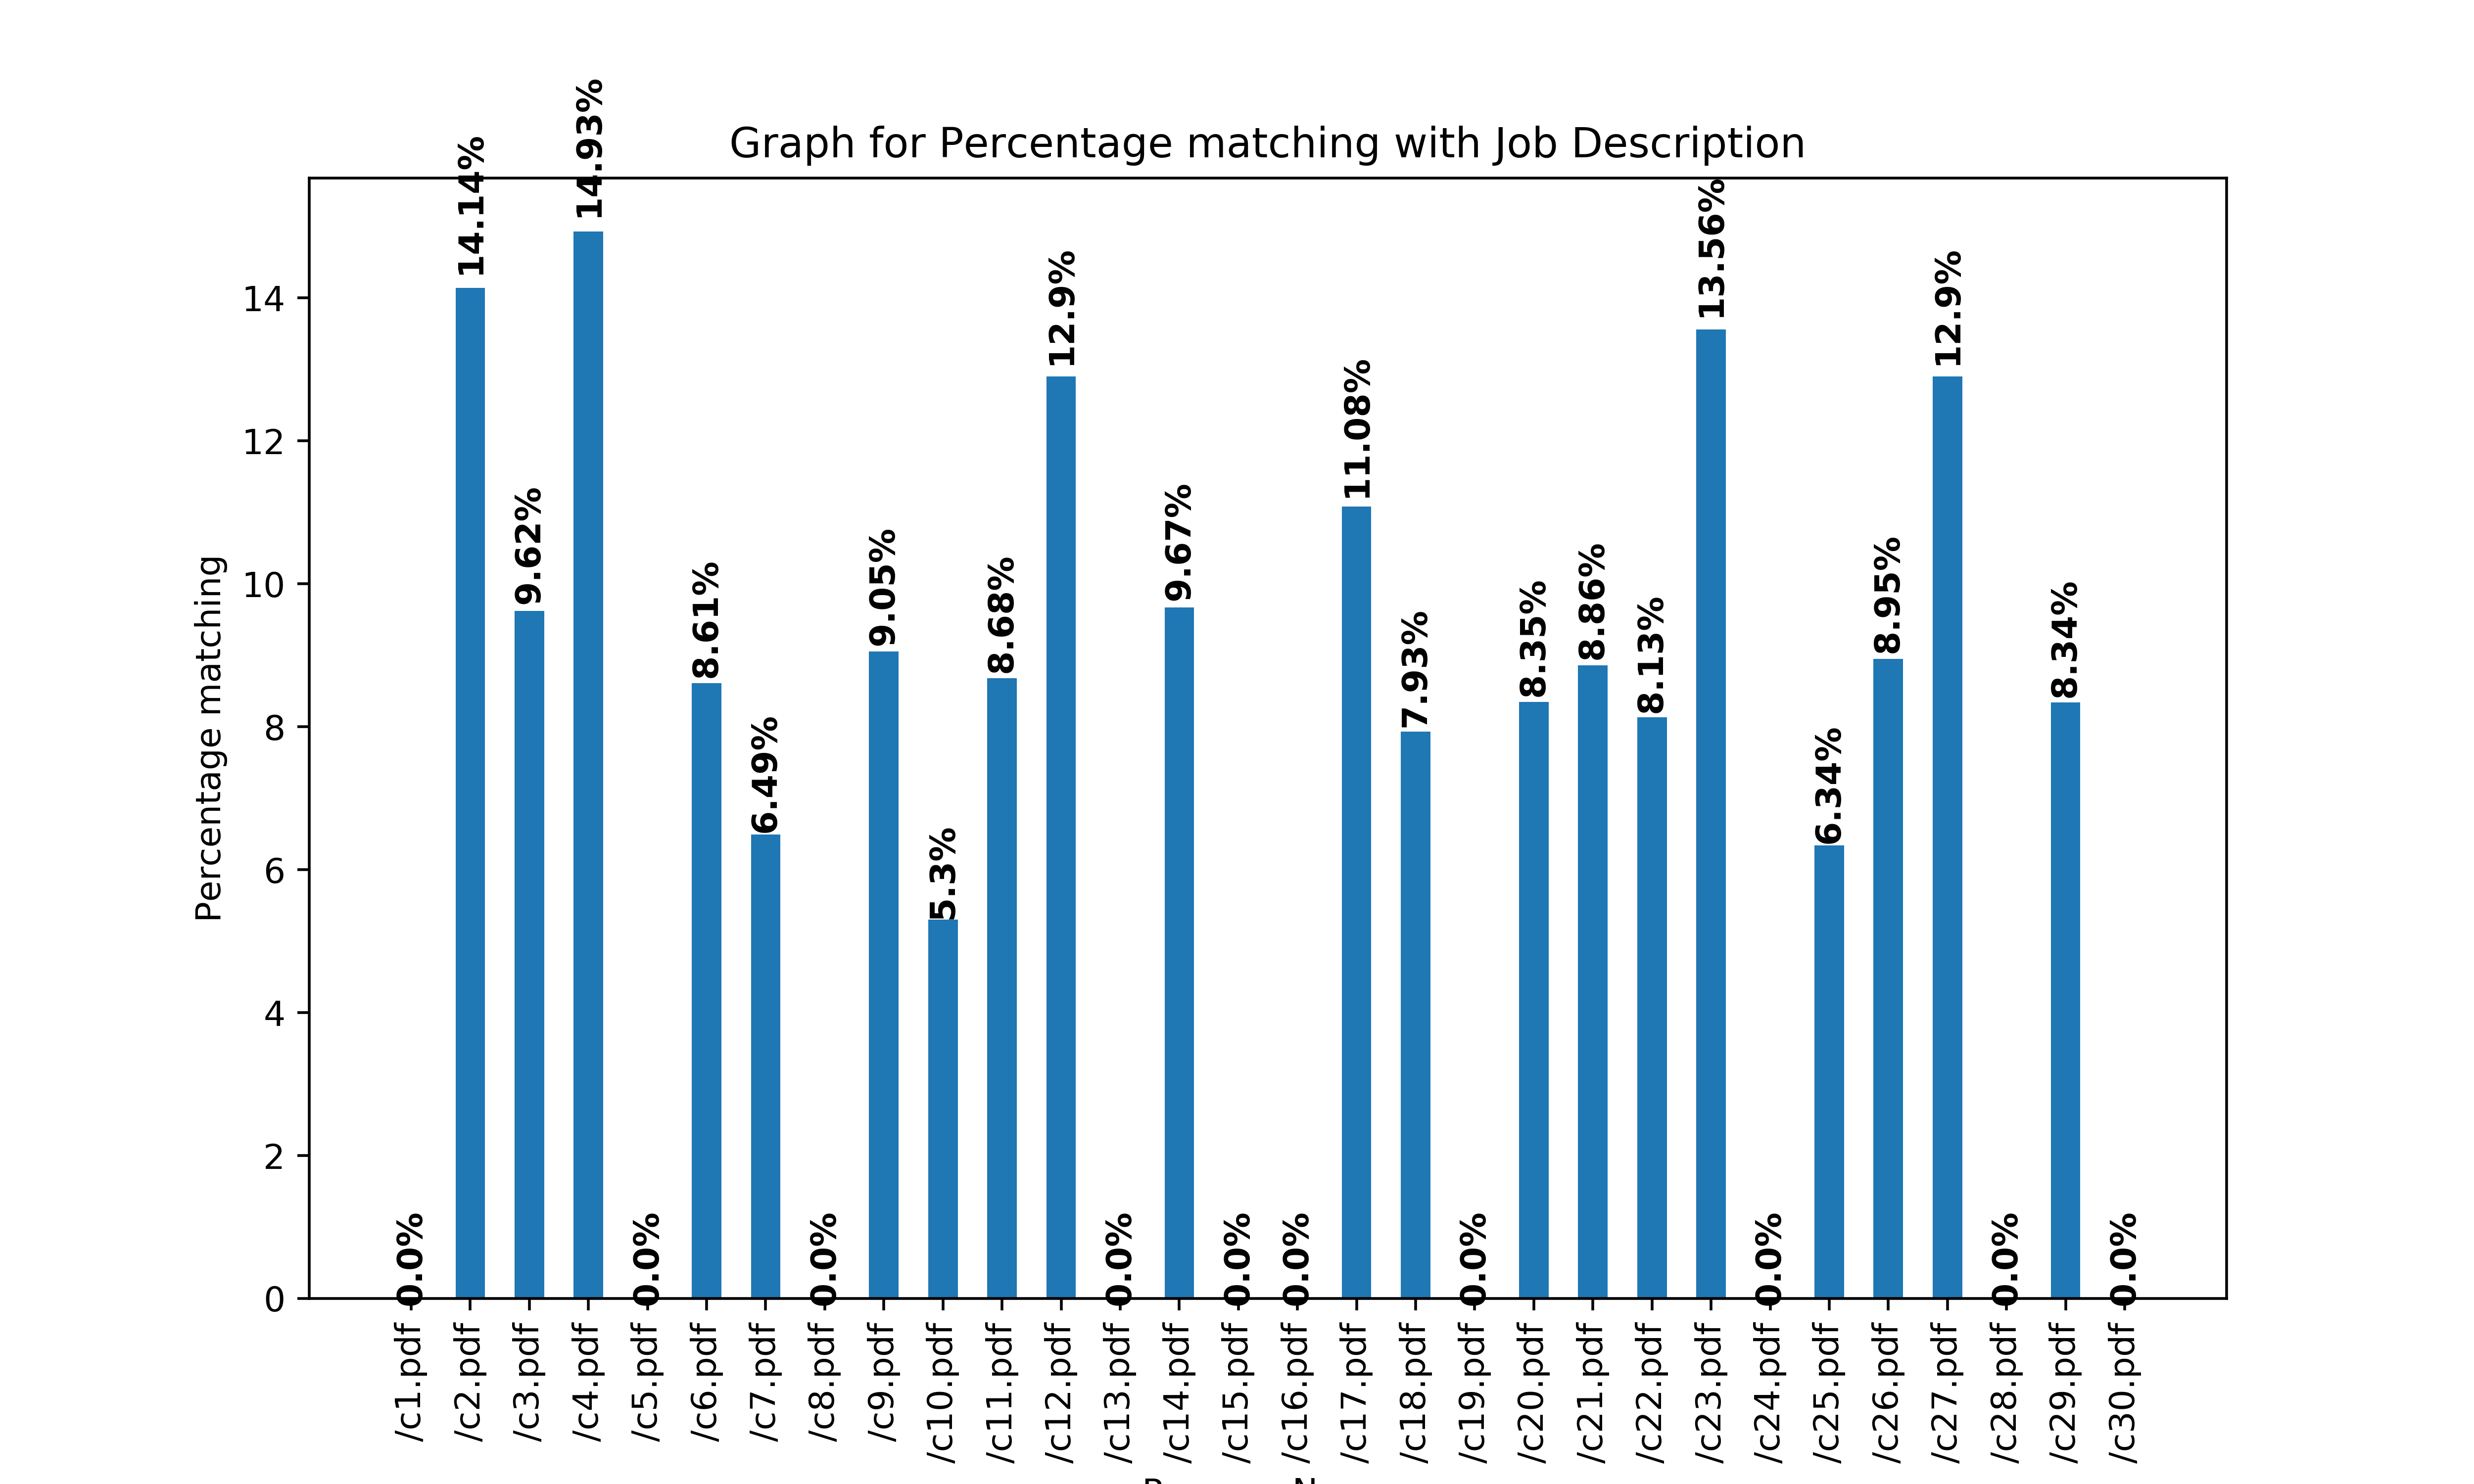 Graph for Percentage matching with Job Description
Percentage matching
14
12
10
8
6
4
2
0
0.0%
14.14%
9.62%
14.93%
0.0%
8.61%
6.49%
0.0%
9.05%
5.3%
8.68%
12.9%
0.0%
9.67%
0.0%
0.0%
11.08%
7.93%
0.0%
8.35%
8.86%
8.13%
13.56%
0.0%
6.34%
8.95%
12.9%
0.0%
8.34%
0.0%
/c1.pdf
/c2.pdf
/c3.pdf
/c4.pdf
/c5.pdf
/c6.pdf
/c7.pdf
/c8.pdf
/c9.pdf
/c10.pdf
/c11.pdf
/c12.pdf
/c13.pdf
/c14.pdf
/c15.pdf
/c16.pdf
/c17.pdf
/c18.pdf
/c19.pdf
/c20.pdf
/c21.pdf
/c22.pdf
/c23.pdf
/c24.pdf
/c25.pdf
/c26.pdf
/c27.pdf
/c28.pdf
/c29.pdf
/c30.pdf